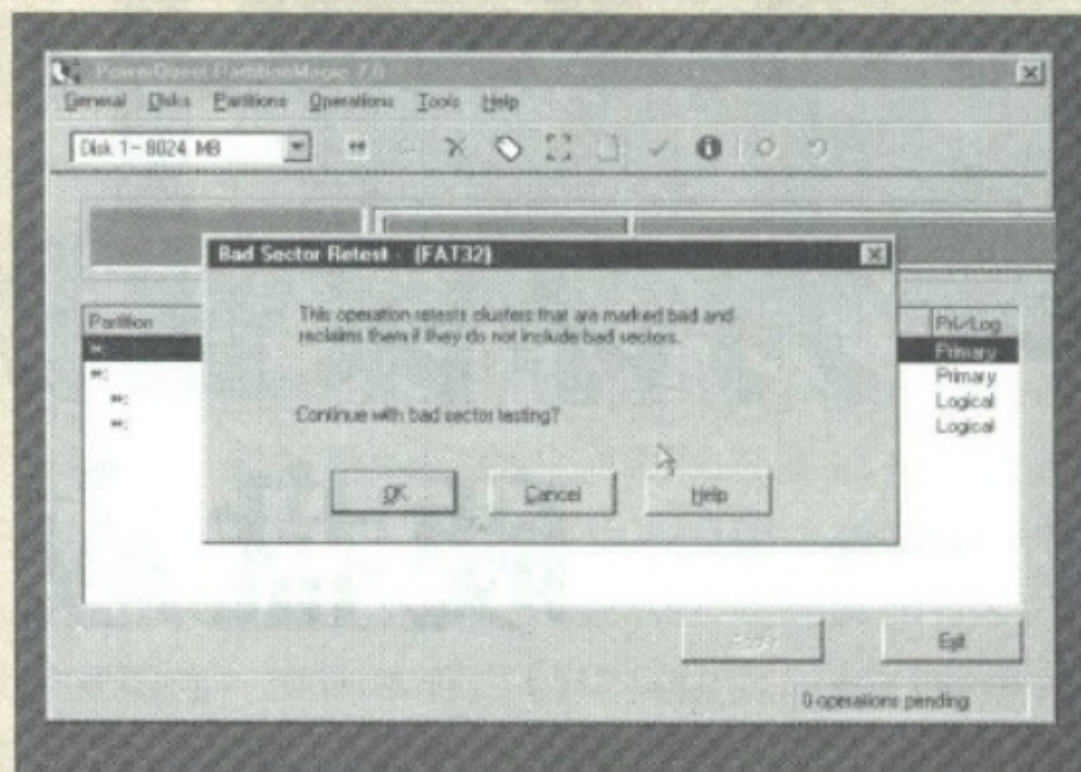 PowerQuest PartitionMagic 7.0
General Disks Partitions Operations Tools Help
Disk 1 - 8024 MB
Bad Sector Retest - (FAT32)
This operation retests clusters that are marked bad and
reclaims them if they do not include bad sectors.
Continue with bad sector testing?
OK Cancel Help
Partition Pri/Log
*: Primary
*: Primary
*: Logical
*: Logical
Apply Exit
0 operations pending